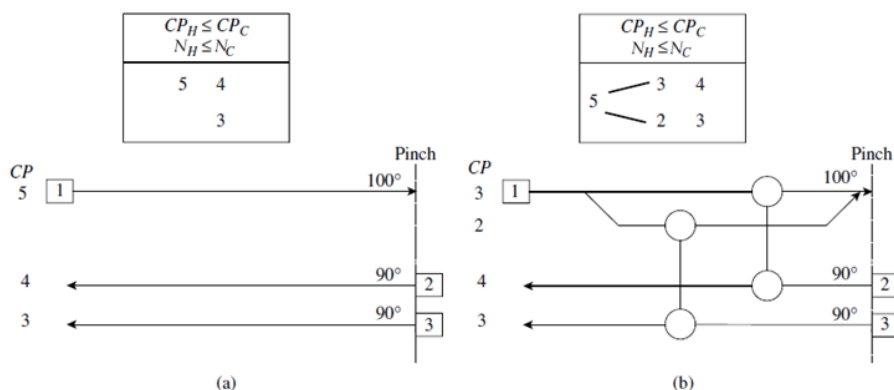 CP_H ≤ CP_C
N_H ≤ N_C
5 4
3
Pinch
CP
5 1 100°
4 90° 2
3 90° 3
(a)
CP_H ≤ CP_C
N_H ≤ N_C
3 4
5
2 3
Pinch
CP
3 1 100°
2
4 90° 2
3 90° 3
(b)